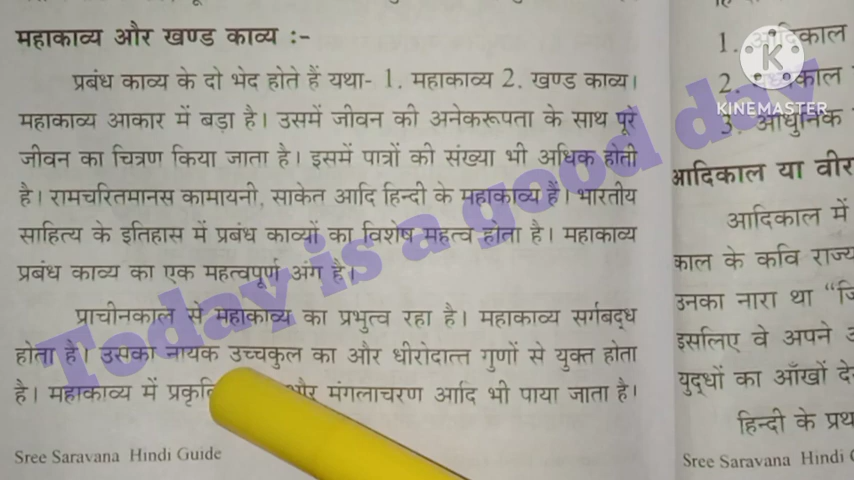 महाकाव्य और खण्ड काव्य :-
प्रबंध काव्य के दो भेद होते हैं यथा- 1. महाकाव्य 2. खण्ड काव्य।
महाकाव्य आकार में बड़ा है। उसमें जीवन की अनेकरूपता के साथ पूरे
जीवन का चित्रण किया जाता है। इसमें पात्रों की संख्या भी अधिक होती
है। रामचरितमानस कामायनी, साकेत आदि हिन्दी के महाकाव्य हैं। भारतीय
साहित्य के इतिहास में प्रबंध काव्यों का विशेष महत्व होता है। महाकाव्य
प्रबंध काव्य का एक महत्वपूर्ण अंग है।
प्राचीनकाल से महाकाव्य का प्रभुत्व रहा है। महाकाव्य सर्गबद्ध
होता है। उसका नायक उच्चकुल का और धीरोदात्त गुणों से युक्त होता
है। महाकाव्य में और मंगलाचरण आदि भी पाया जाता है।
Sree Saravana Hindi Guide
1. आदिकाल
2.
3. आधुनिक
आदिकाल या
आदिकाल में
काल के कवि
उनका नारा था
इसलिए वे अपने
युद्धों का आँखों
हिन्दी के
Sree Saravana Hindi
K
KINEMASTER
Today is a good day